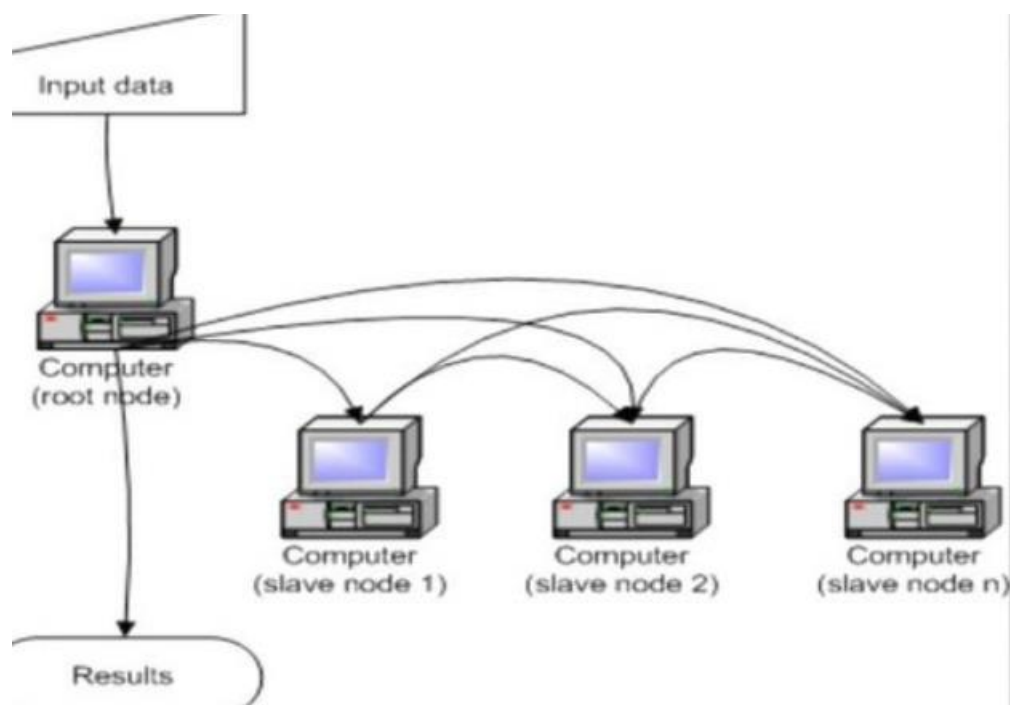 Input data
Computer
(root node)
Computer
(slave node 1)
Computer
(slave node 2)
Computer
(slave node n)
Results